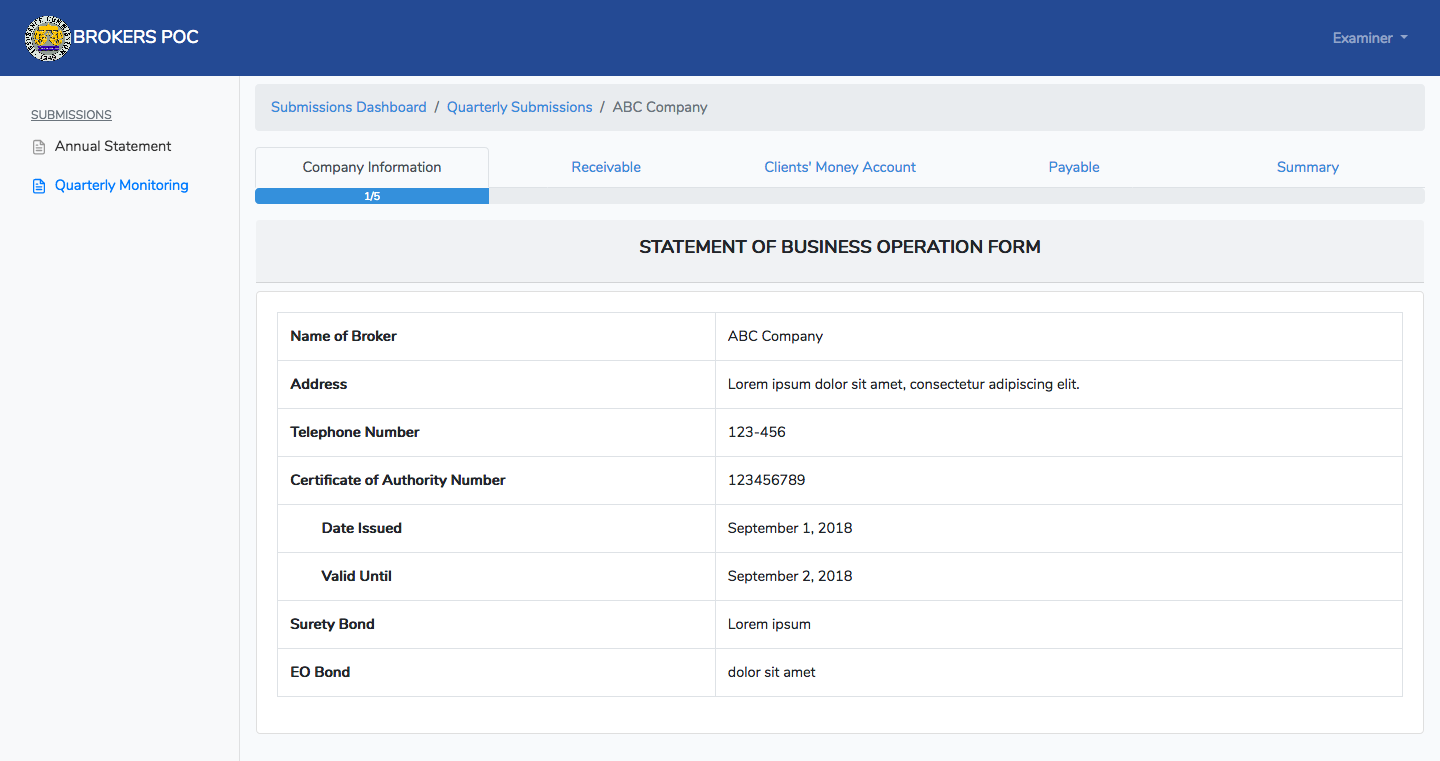 BROKERS POC
Examiner
SUBMISSIONS
Annual Statement
Quarterly Monitoring
Submissions Dashboard / Quarterly Submissions / ABC Company
Company Information Receivable Clients' Money Account Payable Summary
1/5
STATEMENT OF BUSINESS OPERATION FORM
Name of Broker ABC Company
Address Lorem ipsum dolor sit amet, consectetur adipiscing elit.
Telephone Number 123-456
Certificate of Authority Number 123456789
Date Issued September 1, 2018
Valid Until September 2, 2018
Surety Bond Lorem ipsum
EO Bond dolor sit amet